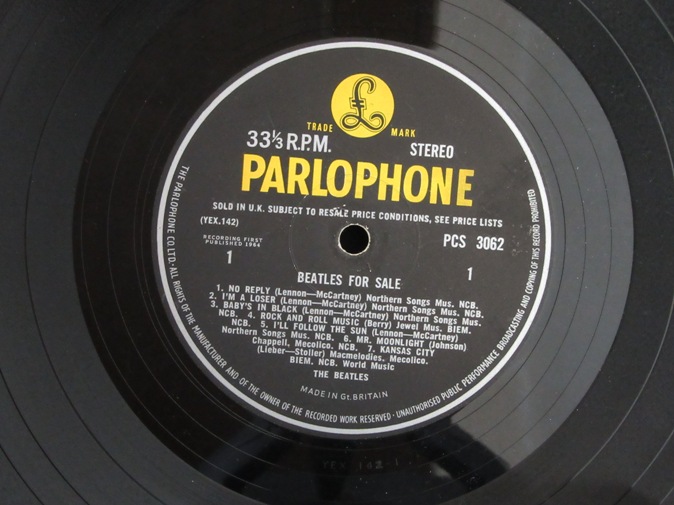 £
TRADE MARK
33⅓ R.P.M. STEREO
PARLOPHONE
SOLD IN U.K. SUBJECT TO RESALE PRICE CONDITIONS, SEE PRICE LISTS
(YEX.142)
PCS 3062
RECORDING FIRST
PUBLISHED 1964
1
1
BEATLES FOR SALE
1. NO REPLY (Lennon—McCartney) Northern Songs Mus. NCB.
2. I'M A LOSER (Lennon—McCartney) Northern Songs Mus. NCB.
3. BABY'S IN BLACK (Lennon—McCartney) Northern Songs Mus.
NCB. 4. ROCK AND ROLL MUSIC (Berry) Jewel Mus. BIEM.
NCB. 5. I'LL FOLLOW THE SUN (Lennon—McCartney)
Northern Songs Mus. NCB. 6. MR. MOONLIGHT (Johnson)
Chappell, Mecolico. NCB. 7. KANSAS CITY
(Lieber—Stoller) Macmelodies. Mecolico.
BIEM. NCB. World Music
THE BEATLES
MADE IN Gt. BRITAIN
THE PARLOPHONE CO. LTD. · ALL RIGHTS OF THE MANUFACTURER AND OF THE OWNER OF THE RECORDED WORK RESERVED · UNAUTHORISED PUBLIC PERFORMANCE BROADCASTING AND COPYING OF THIS RECORD PROHIBITED
YEX 142-1